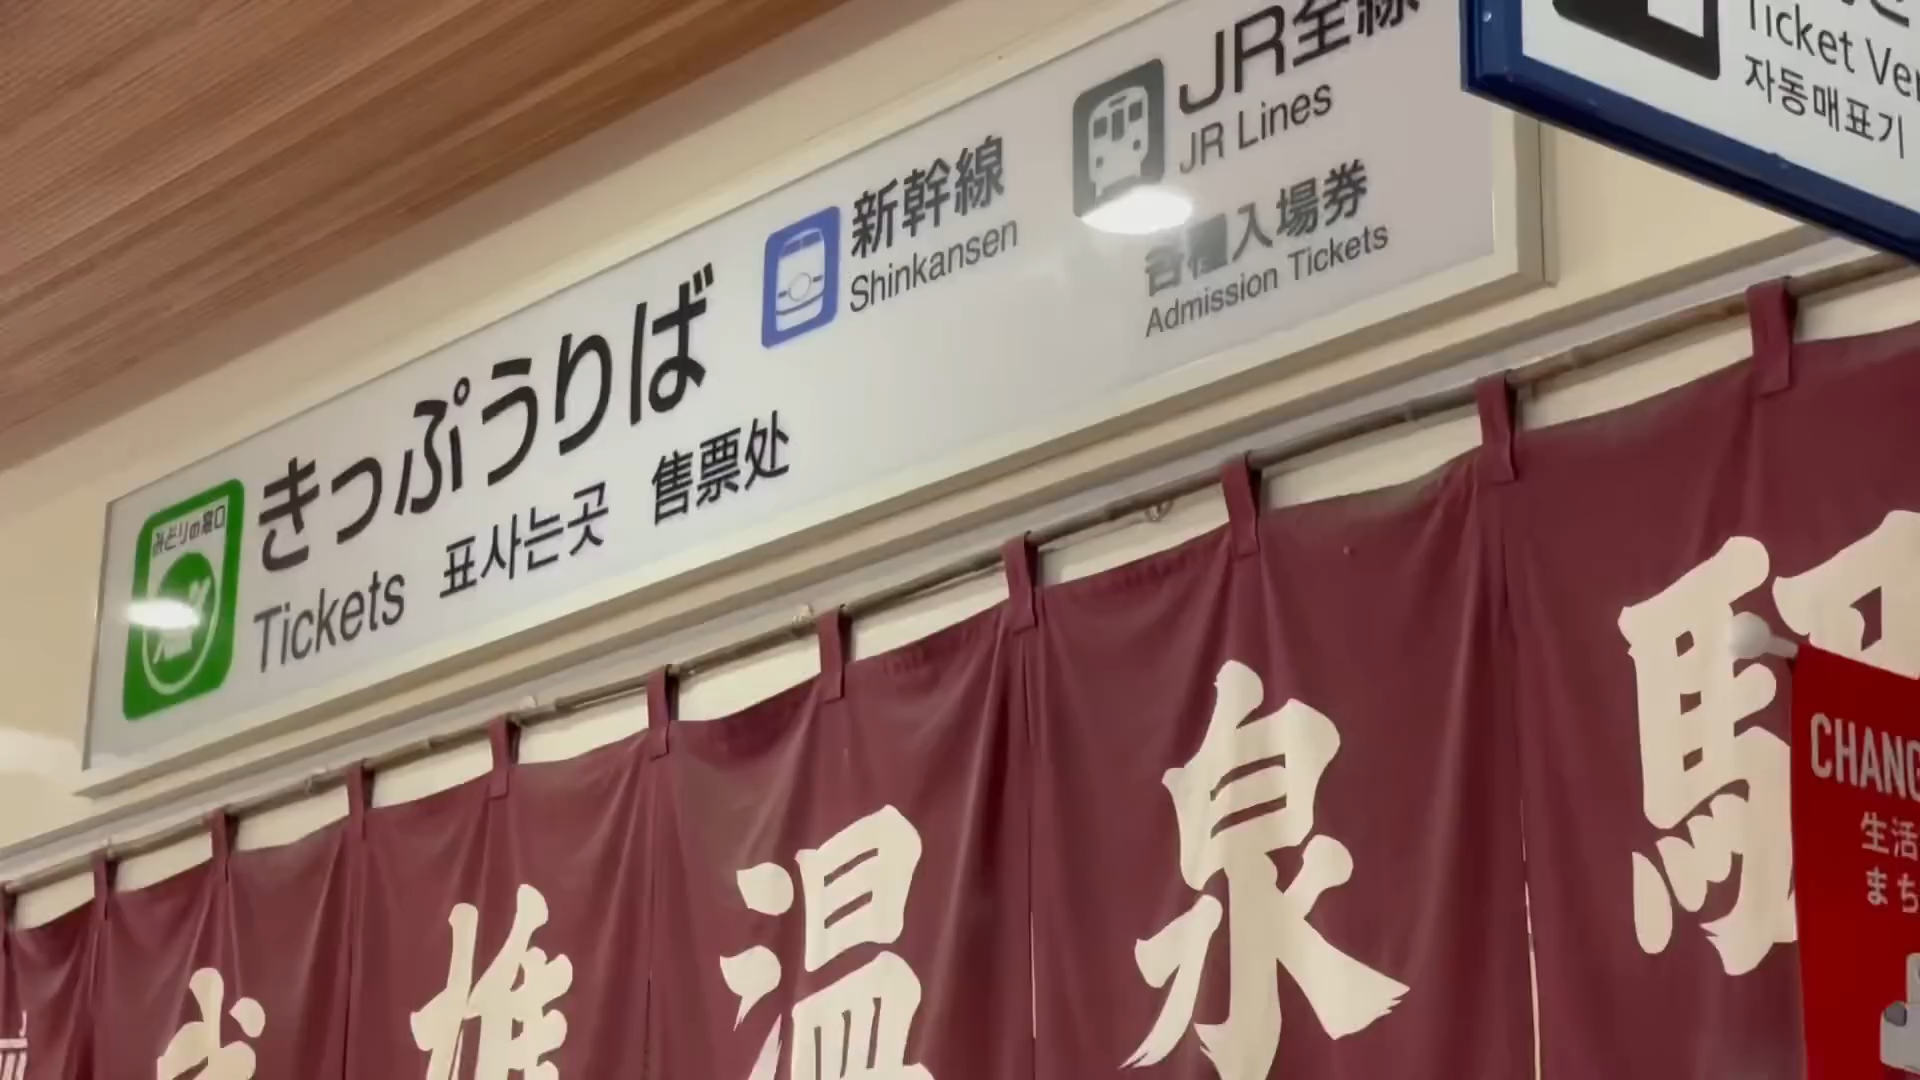 みどりの窓口
きっぷうりば
Tickets 표사는곳 售票处
新幹線
Shinkansen
JR全線
JR Lines
各種入場券
Admission Tickets
Ticket
자동매표기
温泉駅
CHANG
生活
まち